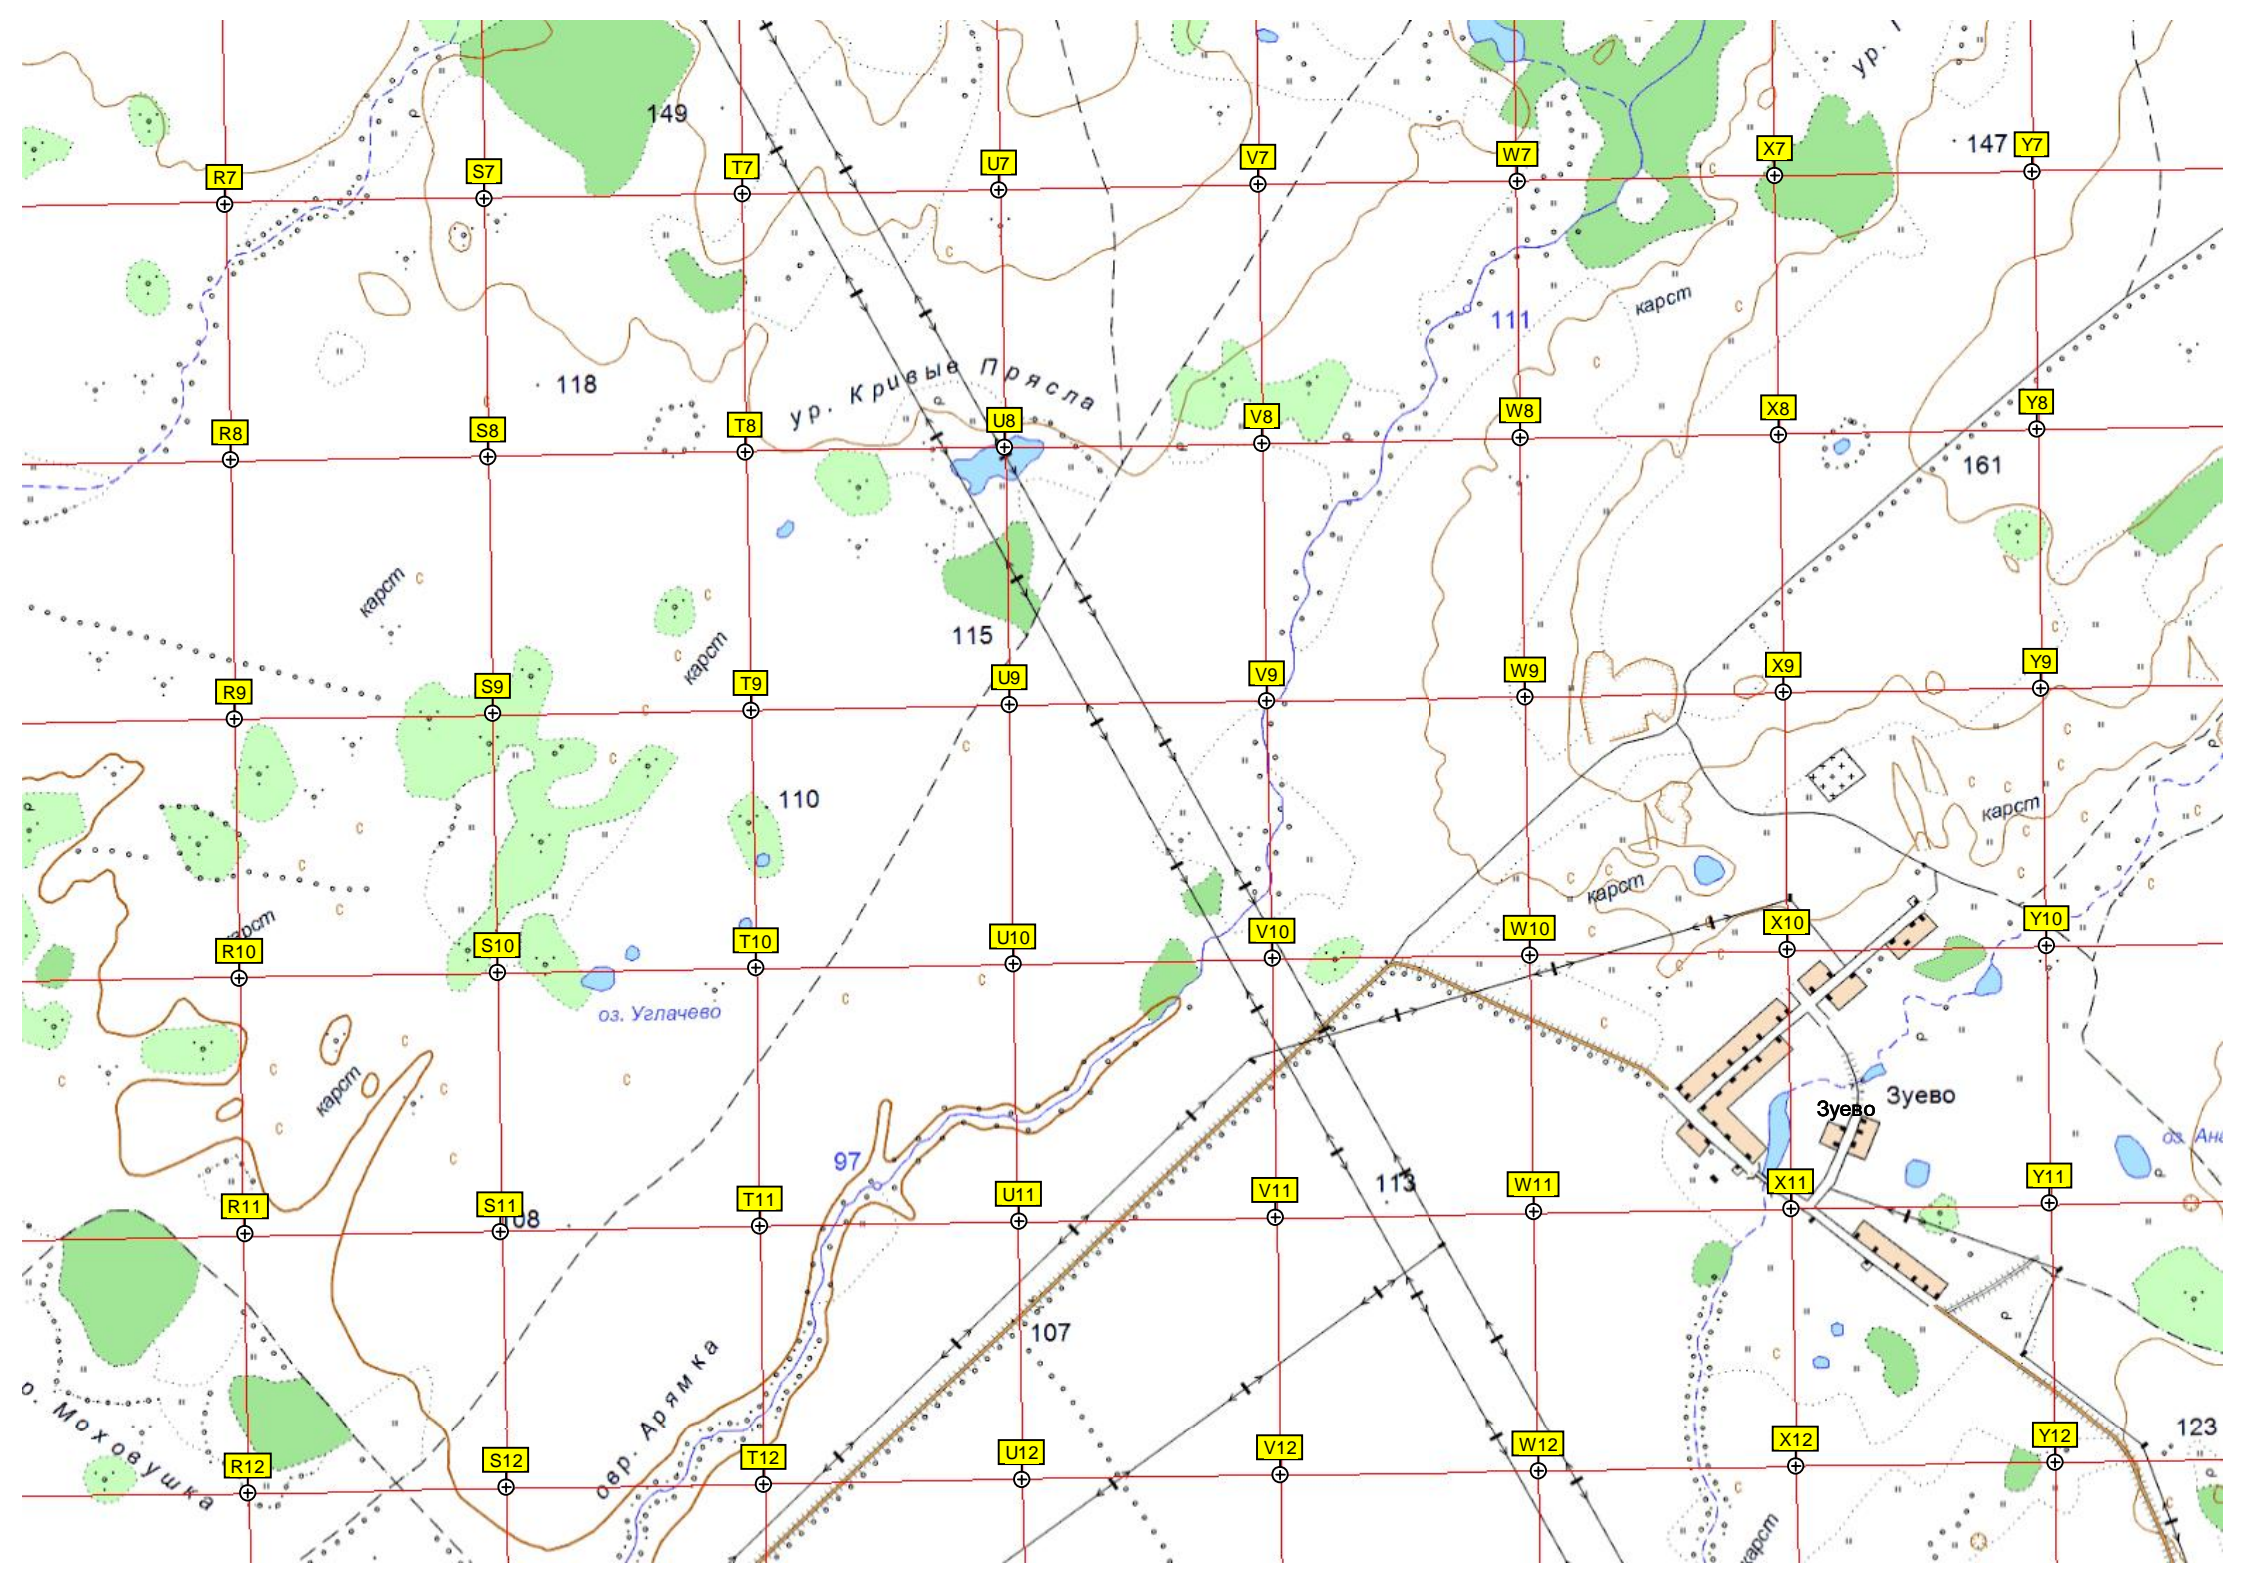 ур. Г
149
147
R7
S7
T7
U7
V7
W7
X7
Y7
с
с
карст
с
111
с
118
с
ур. Кривые Прясла
R8
S8
T8
U8
V8
W8
X8
Y8
161
карст
с
с
115
с
карст
с
R9
S9
T9
U9
V9
W9
X9
Y9
с
с
с
с
с
110
с
с
карст
с
с
с
с
с
карст
с
с
с
с
с
R10
S10
T10
U10
V10
W10
X10
Y10
с
с
с
с
оз. Углачево
с
с
с
с
с
карст
с
Зуево
Зуево
с
оз. Ана
97
с
113
R11
S11
T11
U11
V11
W11
X11
Y11
08
107
с
овр. Арямка
о. Моховушка
123
R12
S12
T12
U12
V12
W12
X12
Y12
с
с
карст